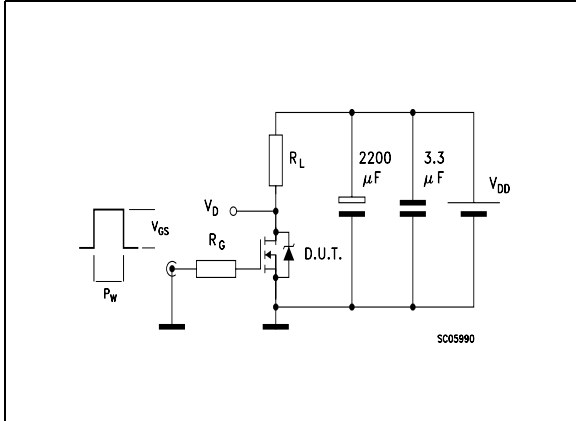 2200
μF
3.3
μF
R_L
V_DD
V_D
V_GS
R_G
D.U.T.
P_W
SC05990